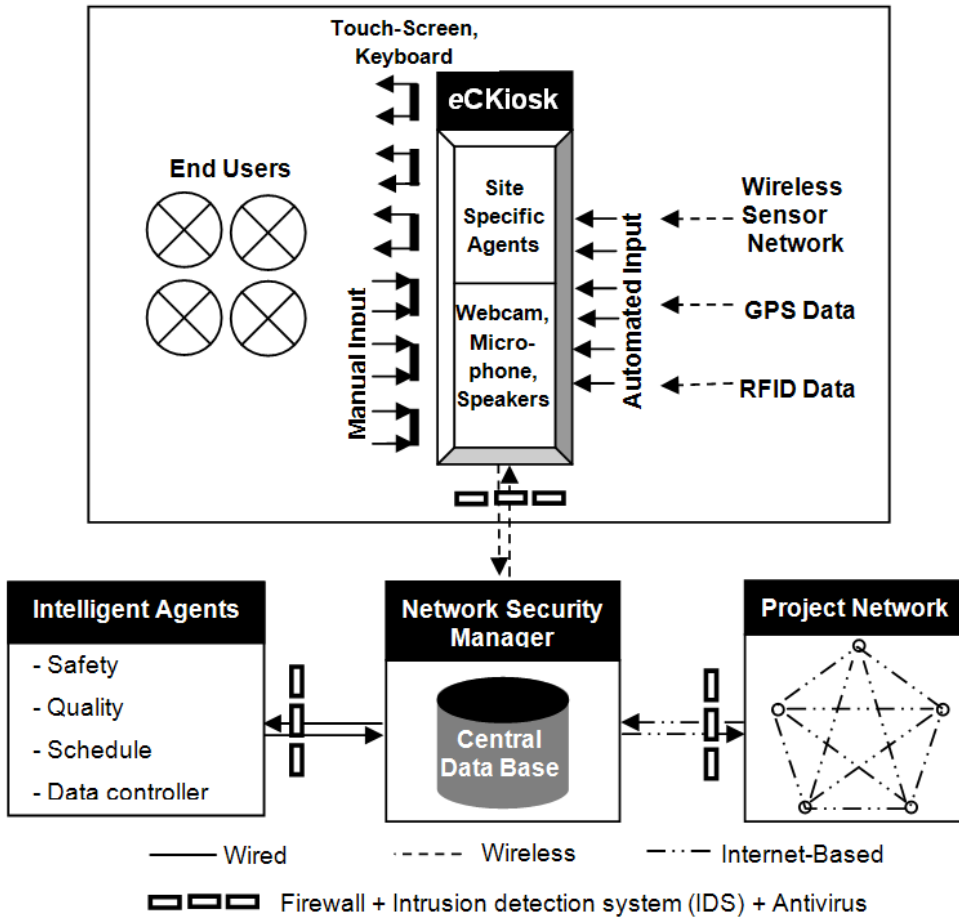 Touch-Screen,
Keyboard
eCKiosk
End Users
Site
Specific
Agents
Webcam,
Micro-
phone,
Speakers
Manual Input
Automated Input
Wireless
Sensor
Network
GPS Data
RFID Data
Intelligent Agents
- Safety
- Quality
- Schedule
- Data controller
Network Security
Manager
Central
Data Base
Project Network
Wired
Wireless
Internet-Based
Firewall + Intrusion detection system (IDS) + Antivirus